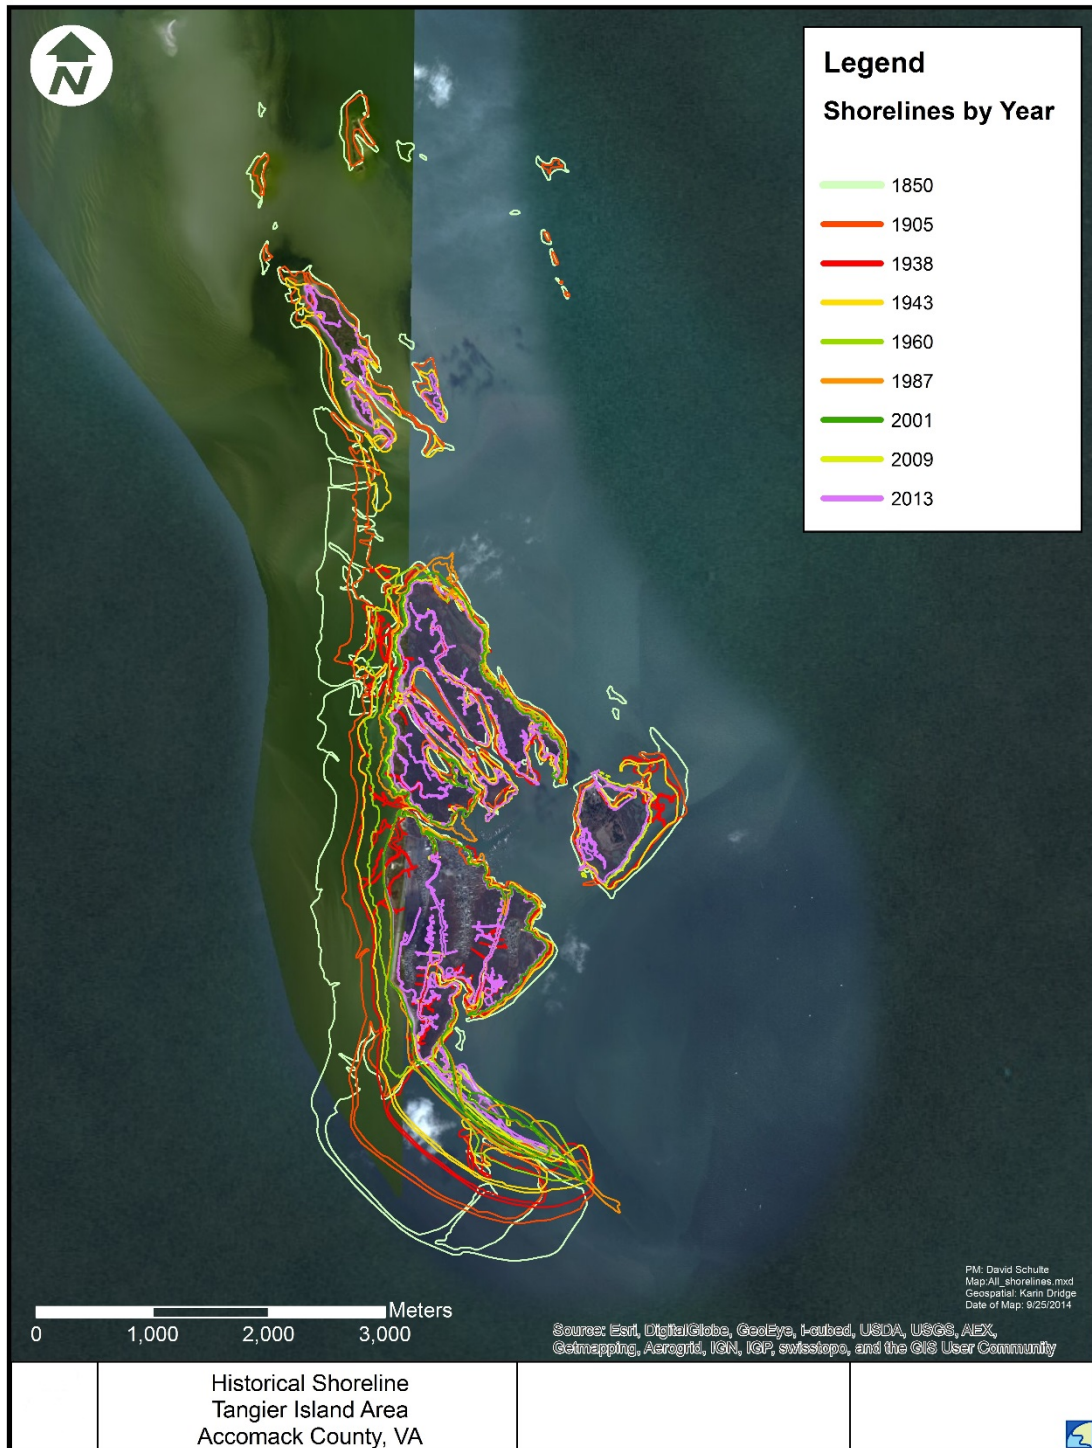 N
Legend
Shorelines by Year
1850
1905
1938
1943
1960
1987
2001
2009
2013
Meters
0 1,000 2,000 3,000
PM: David Schulte
Map:All_shorelines.mxd
Geospatial: Karin Dridge
Date of Map: 9/25/2014
Source: Esri, DigitalGlobe, GeoEye, i-cubed, USDA, USGS, AEX,
Getmapping, Aerogrid, IGN, IGP, swisstopo, and the GIS User Community
Historical Shoreline
Tangier Island Area
Accomack County, VA